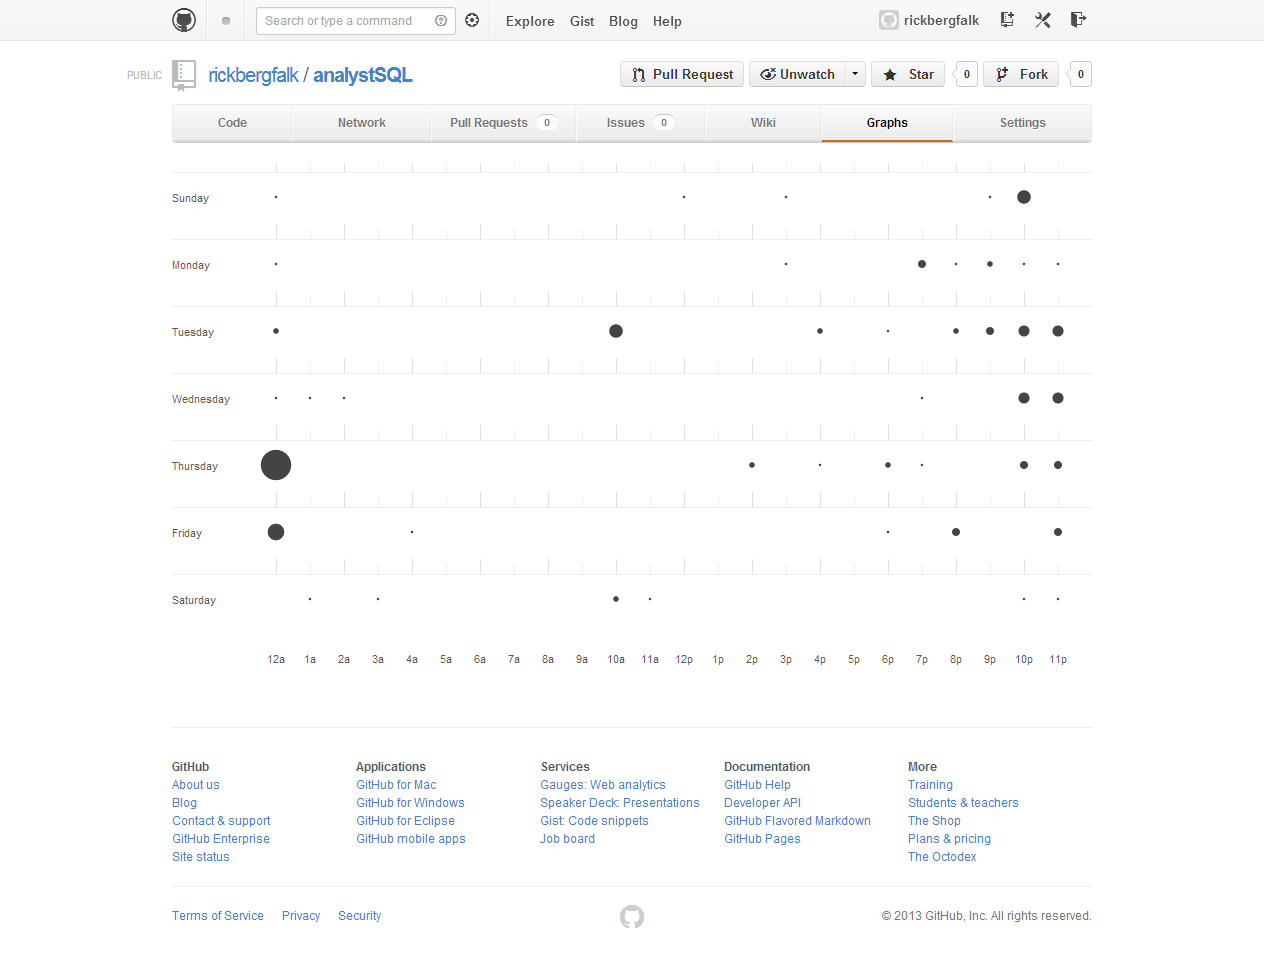 Search or type a command
Explore Gist Blog Help
rickbergfalk
PUBLIC rickbergfalk / analystSQL
Pull Request Unwatch Star 0 Fork 0
Code Network Pull Requests 0 Issues 0 Wiki Graphs Settings
Sunday
Monday
Tuesday
Wednesday
Thursday
Friday
Saturday
12a 1a 2a 3a 4a 5a 6a 7a 8a 9a 10a 11a 12p 1p 2p 3p 4p 5p 6p 7p 8p 9p 10p 11p
GitHub
About us
Blog
Contact & support
GitHub Enterprise
Site status
Applications
GitHub for Mac
GitHub for Windows
GitHub for Eclipse
GitHub mobile apps
Services
Gauges: Web analytics
Speaker Deck: Presentations
Gist: Code snippets
Job board
Documentation
GitHub Help
Developer API
GitHub Flavored Markdown
GitHub Pages
More
Training
Students & teachers
The Shop
Plans & pricing
The Octodex
Terms of Service Privacy Security
© 2013 GitHub, Inc. All rights reserved.